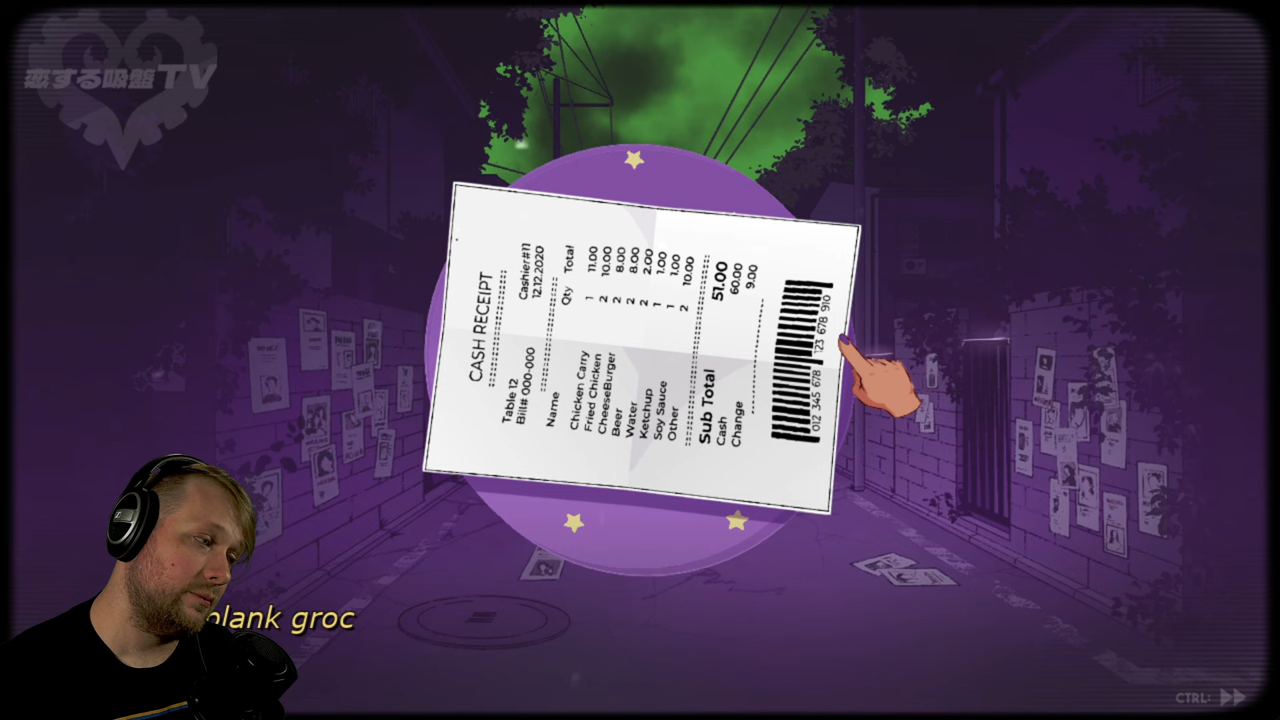 恋する吸盤TV
CASH RECEIPT
Table 12 Cashier#11
Bill# 000-000 12.12.2020
Name Qty Total
Chicken Carry 1 11.00
Fried Chicken 2 10.00
CheeseBurger 2 8.00
Beer 2 8.00
Water 2 2.00
Ketchup 1 1.00
Soy Sauce 1 1.00
Other 2 10.00
Sub Total 51.00
Cash 60.00
Change 9.00
012 345 678 123 678 910
blank groc
CTRL: